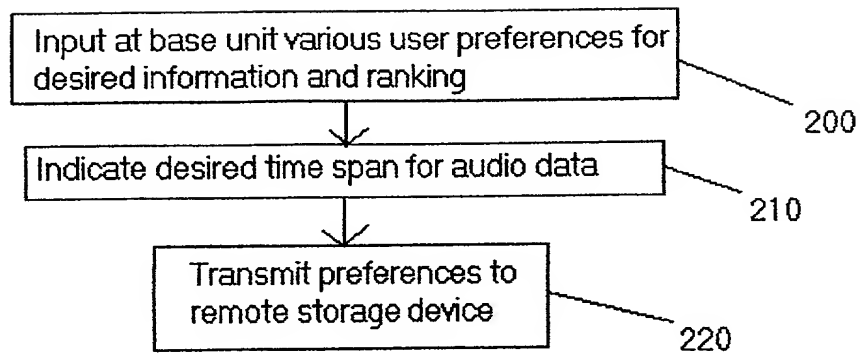 Input at base unit various user preferences for
desired information and ranking
200
Indicate desired time span for audio data
210
Transmit preferences to
remote storage device
220